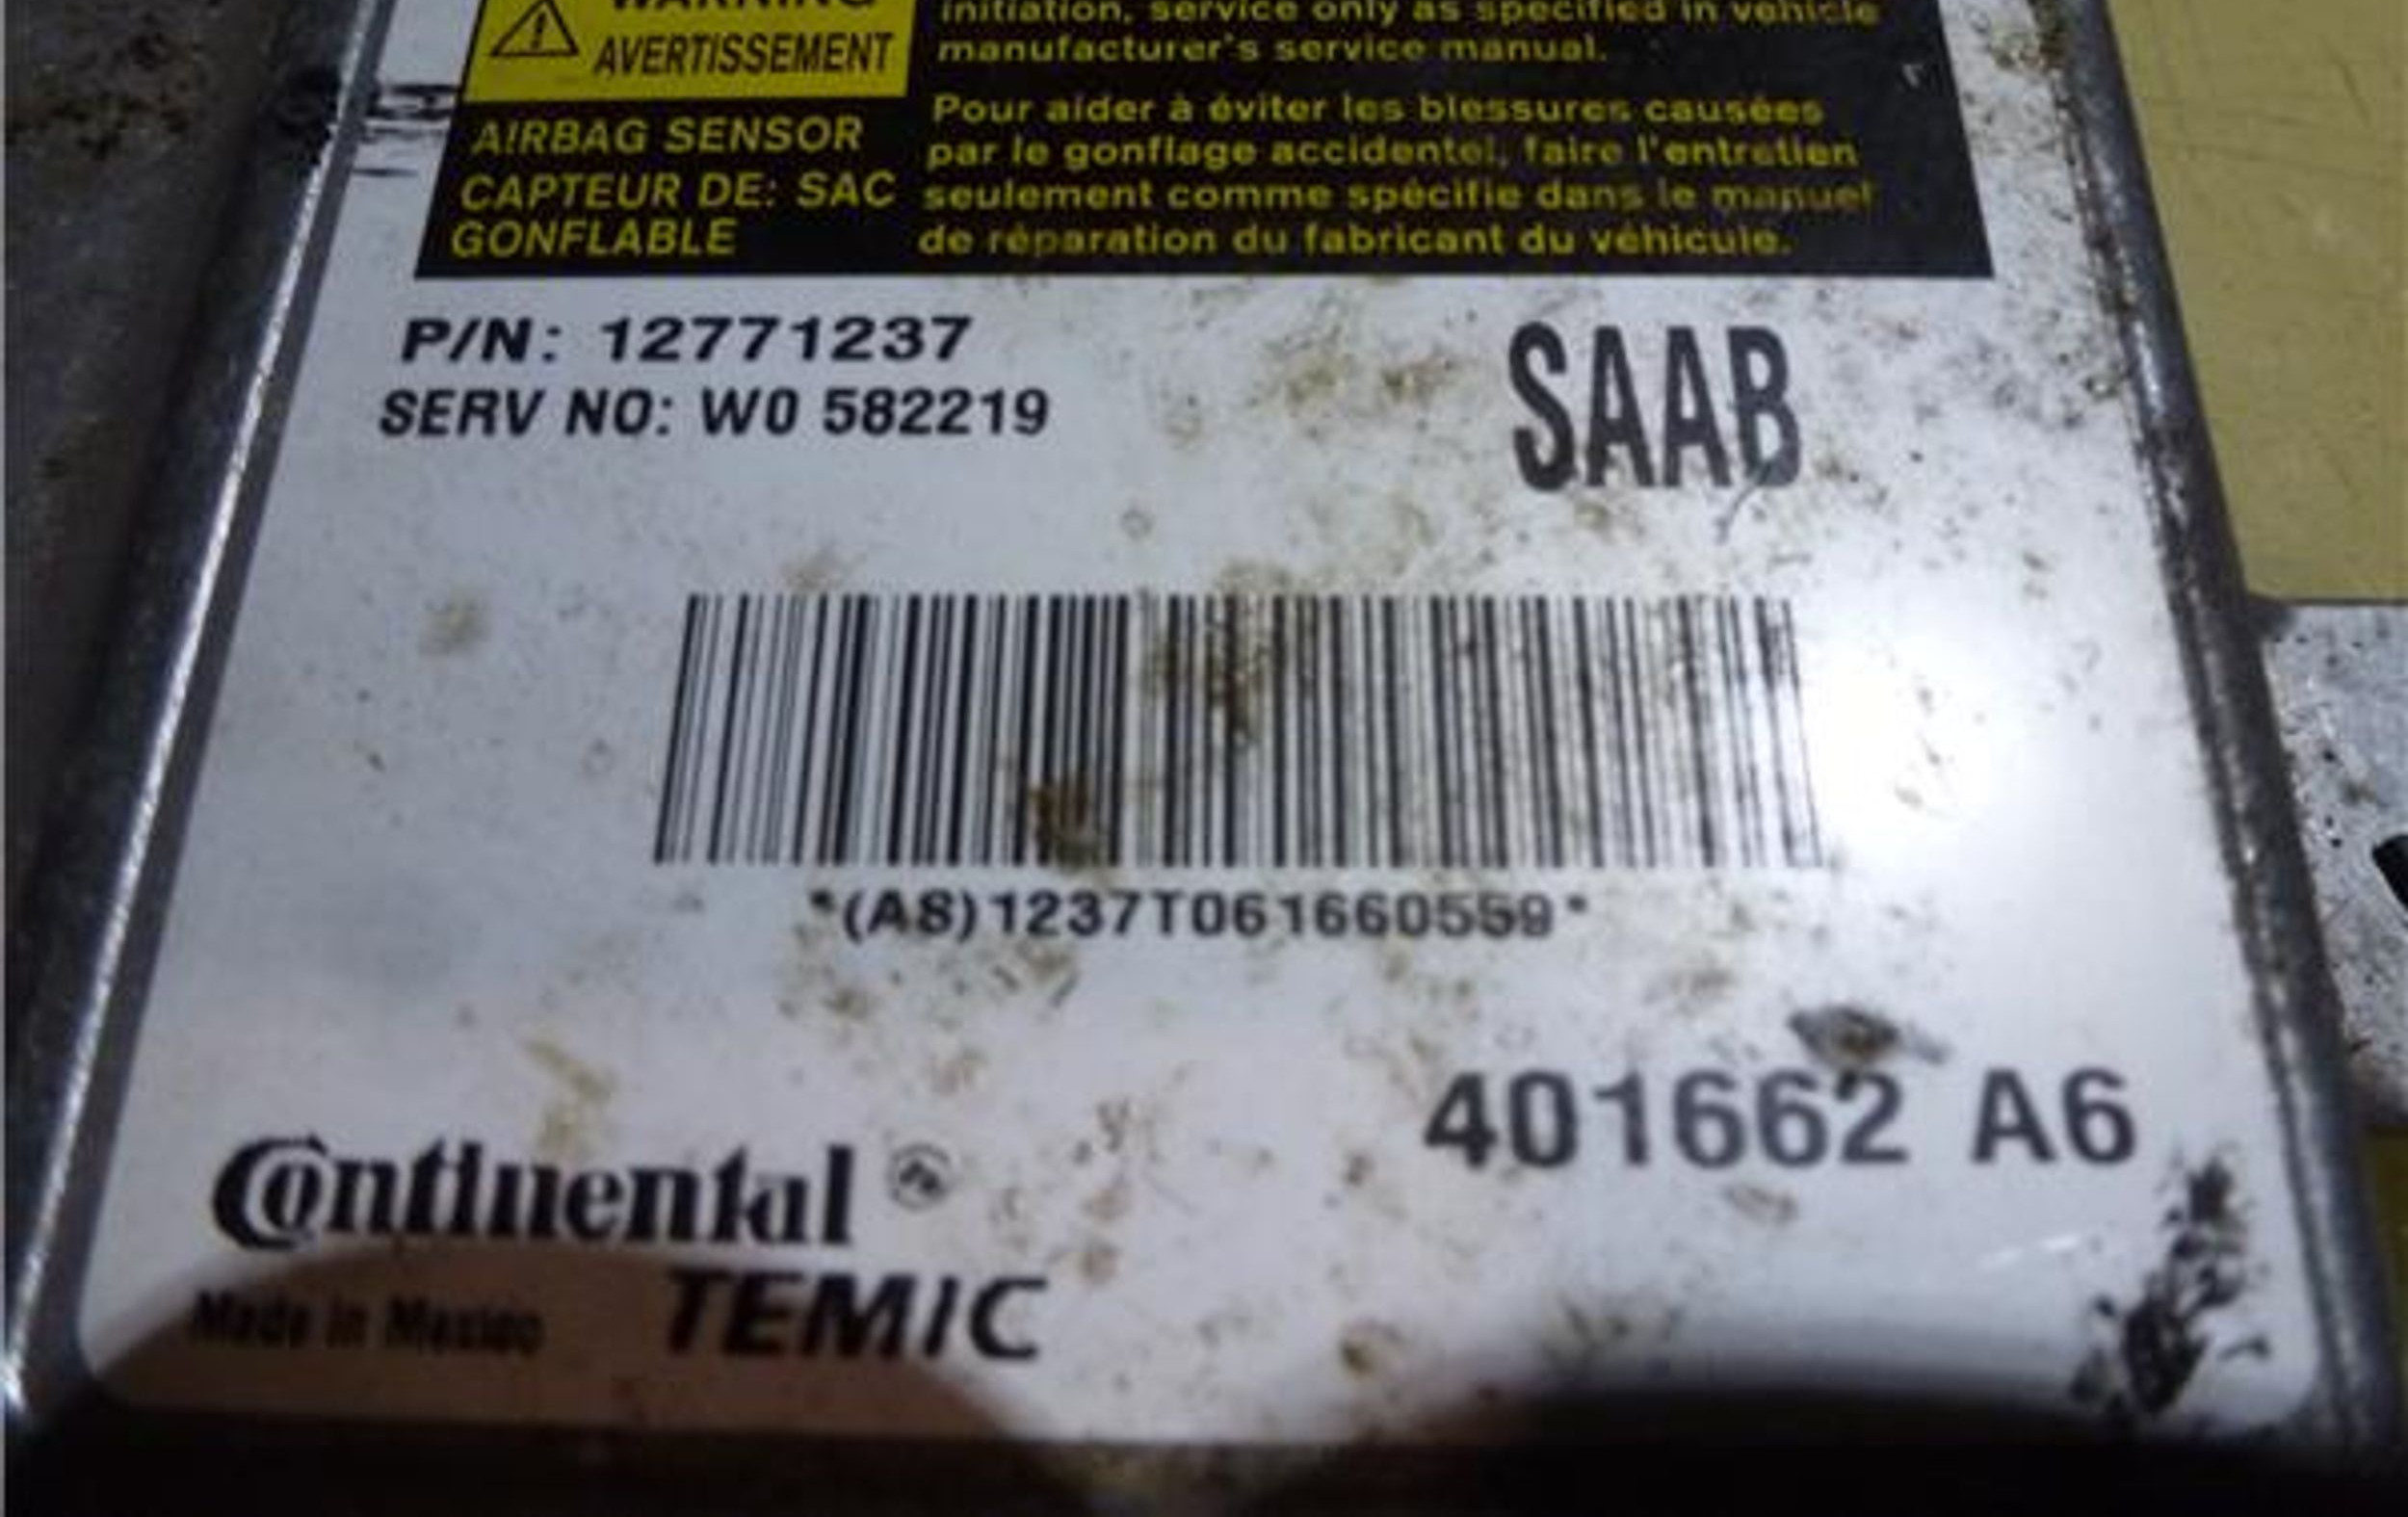 WARNING
AVERTISSEMENT
AIRBAG SENSOR
CAPTEUR DE: SAC
GONFLABLE
initiation, service only as specified in vehicle
manufacturer's service manual.
Pour aider à éviter les blessures causées
par le gonflage accidentel, faire l'entretien
seulement comme spécifie dans le manuel
de réparation du fabricant du véhicule.
P/N: 12771237
SERV NO: W0 582219
SAAB
*(A8)1237T061660559*
401662 A6
Continental ®
TEMIC
Made in Mexico